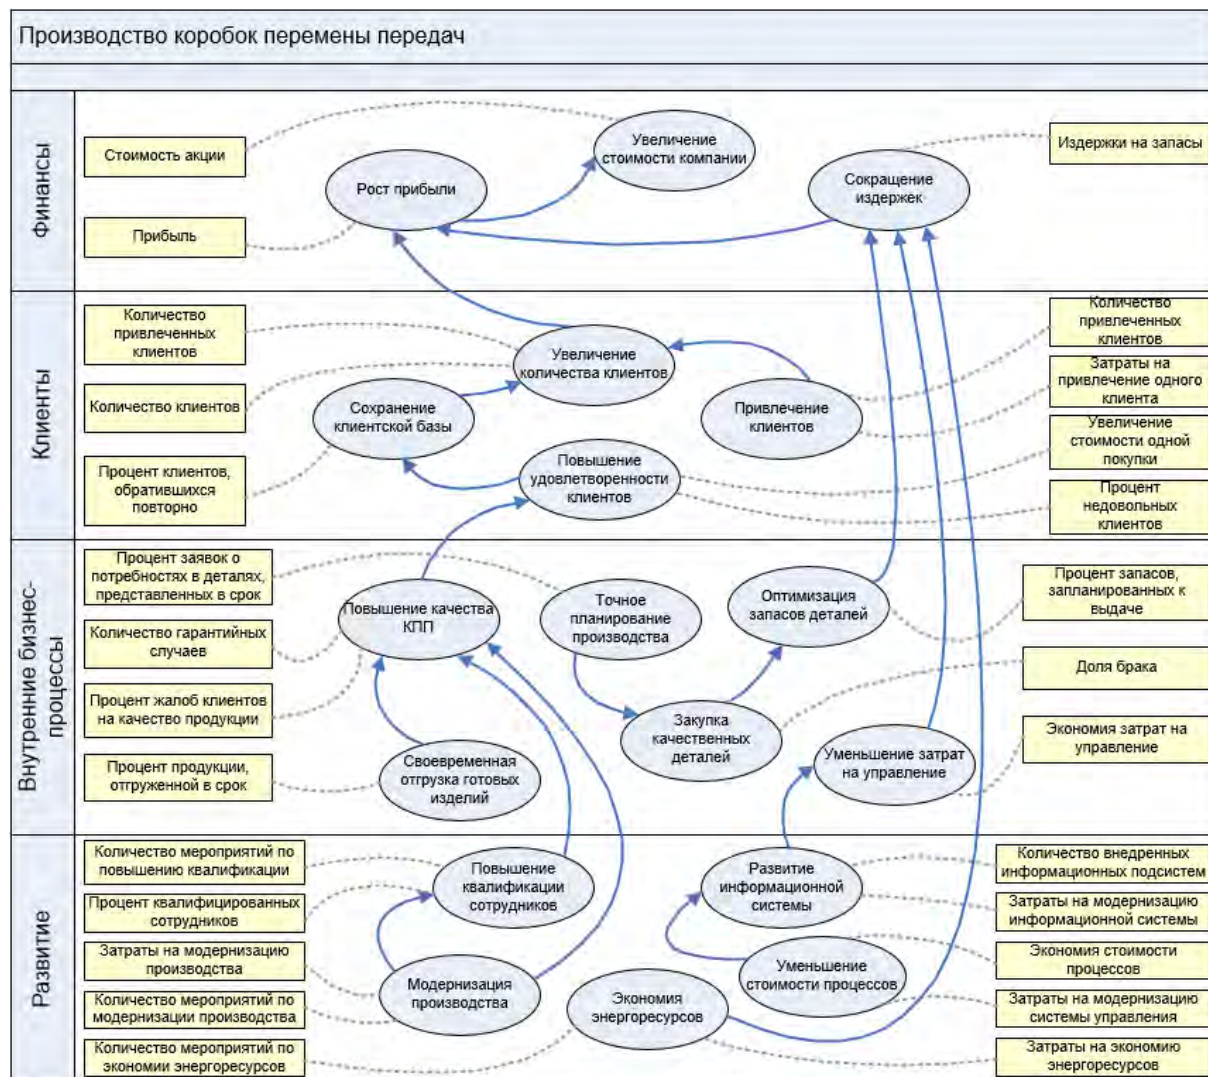 Производство коробок перемены передач
Финансы
Стоимость акции
Прибыль
Рост прибыли
Увеличение
стоимости компании
Сокращение
издержек
Издержки на запасы
Клиенты
Количество
привлеченных
клиентов
Количество клиентов
Процент клиентов,
обратившихся
повторно
Увеличение
количества клиентов
Сохранение
клиентской базы
Привлечение
клиентов
Повышение
удовлетворенности
клиентов
Количество
привлеченных
клиентов
Затраты на
привлечение одного
клиента
Увеличение
стоимости одной
покупки
Процент
недовольных
клиентов
Внутренние бизнес-
процессы
Процент заявок о
потребностях в деталях,
представленных в срок
Количество гарантийных
случаев
Процент жалоб клиентов
на качество продукции
Процент продукции,
отгруженной в срок
Повышение качества
КПП
Точное
планирование
производства
Оптимизация
запасов деталей
Закупка
качественных
деталей
Своевременная
отгрузка готовых
изделий
Уменьшение затрат
на управление
Процент запасов,
запланированных к
выдаче
Доля брака
Экономия затрат на
управление
Развитие
Количество мероприятий по
повышению квалификации
Процент квалифицированных
сотрудников
Затраты на модернизацию
производства
Количество мероприятий по
модернизации производства
Количество мероприятий по
экономии энергоресурсов
Повышение
квалификации
сотрудников
Модернизация
производства
Развитие
информационной
системы
Уменьшение
стоимости процессов
Экономия
энергоресурсов
Количество внедренных
информационных подсистем
Затраты на модернизацию
информационной системы
Экономия стоимости
процессов
Затраты на модернизацию
системы управления
Затраты на экономию
энергоресурсов